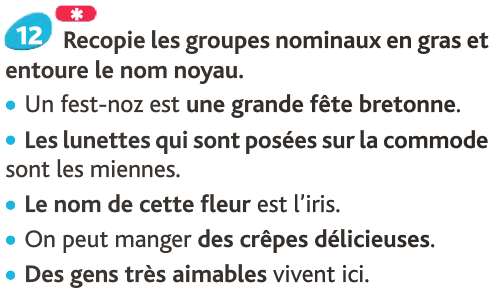 *
12 Recopie les groupes nominaux en gras et
entoure le nom noyau.
• Un fest-noz est une grande fête bretonne.
• Les lunettes qui sont posées sur la commode
sont les miennes.
• Le nom de cette fleur est l'iris.
• On peut manger des crêpes délicieuses.
• Des gens très aimables vivent ici.